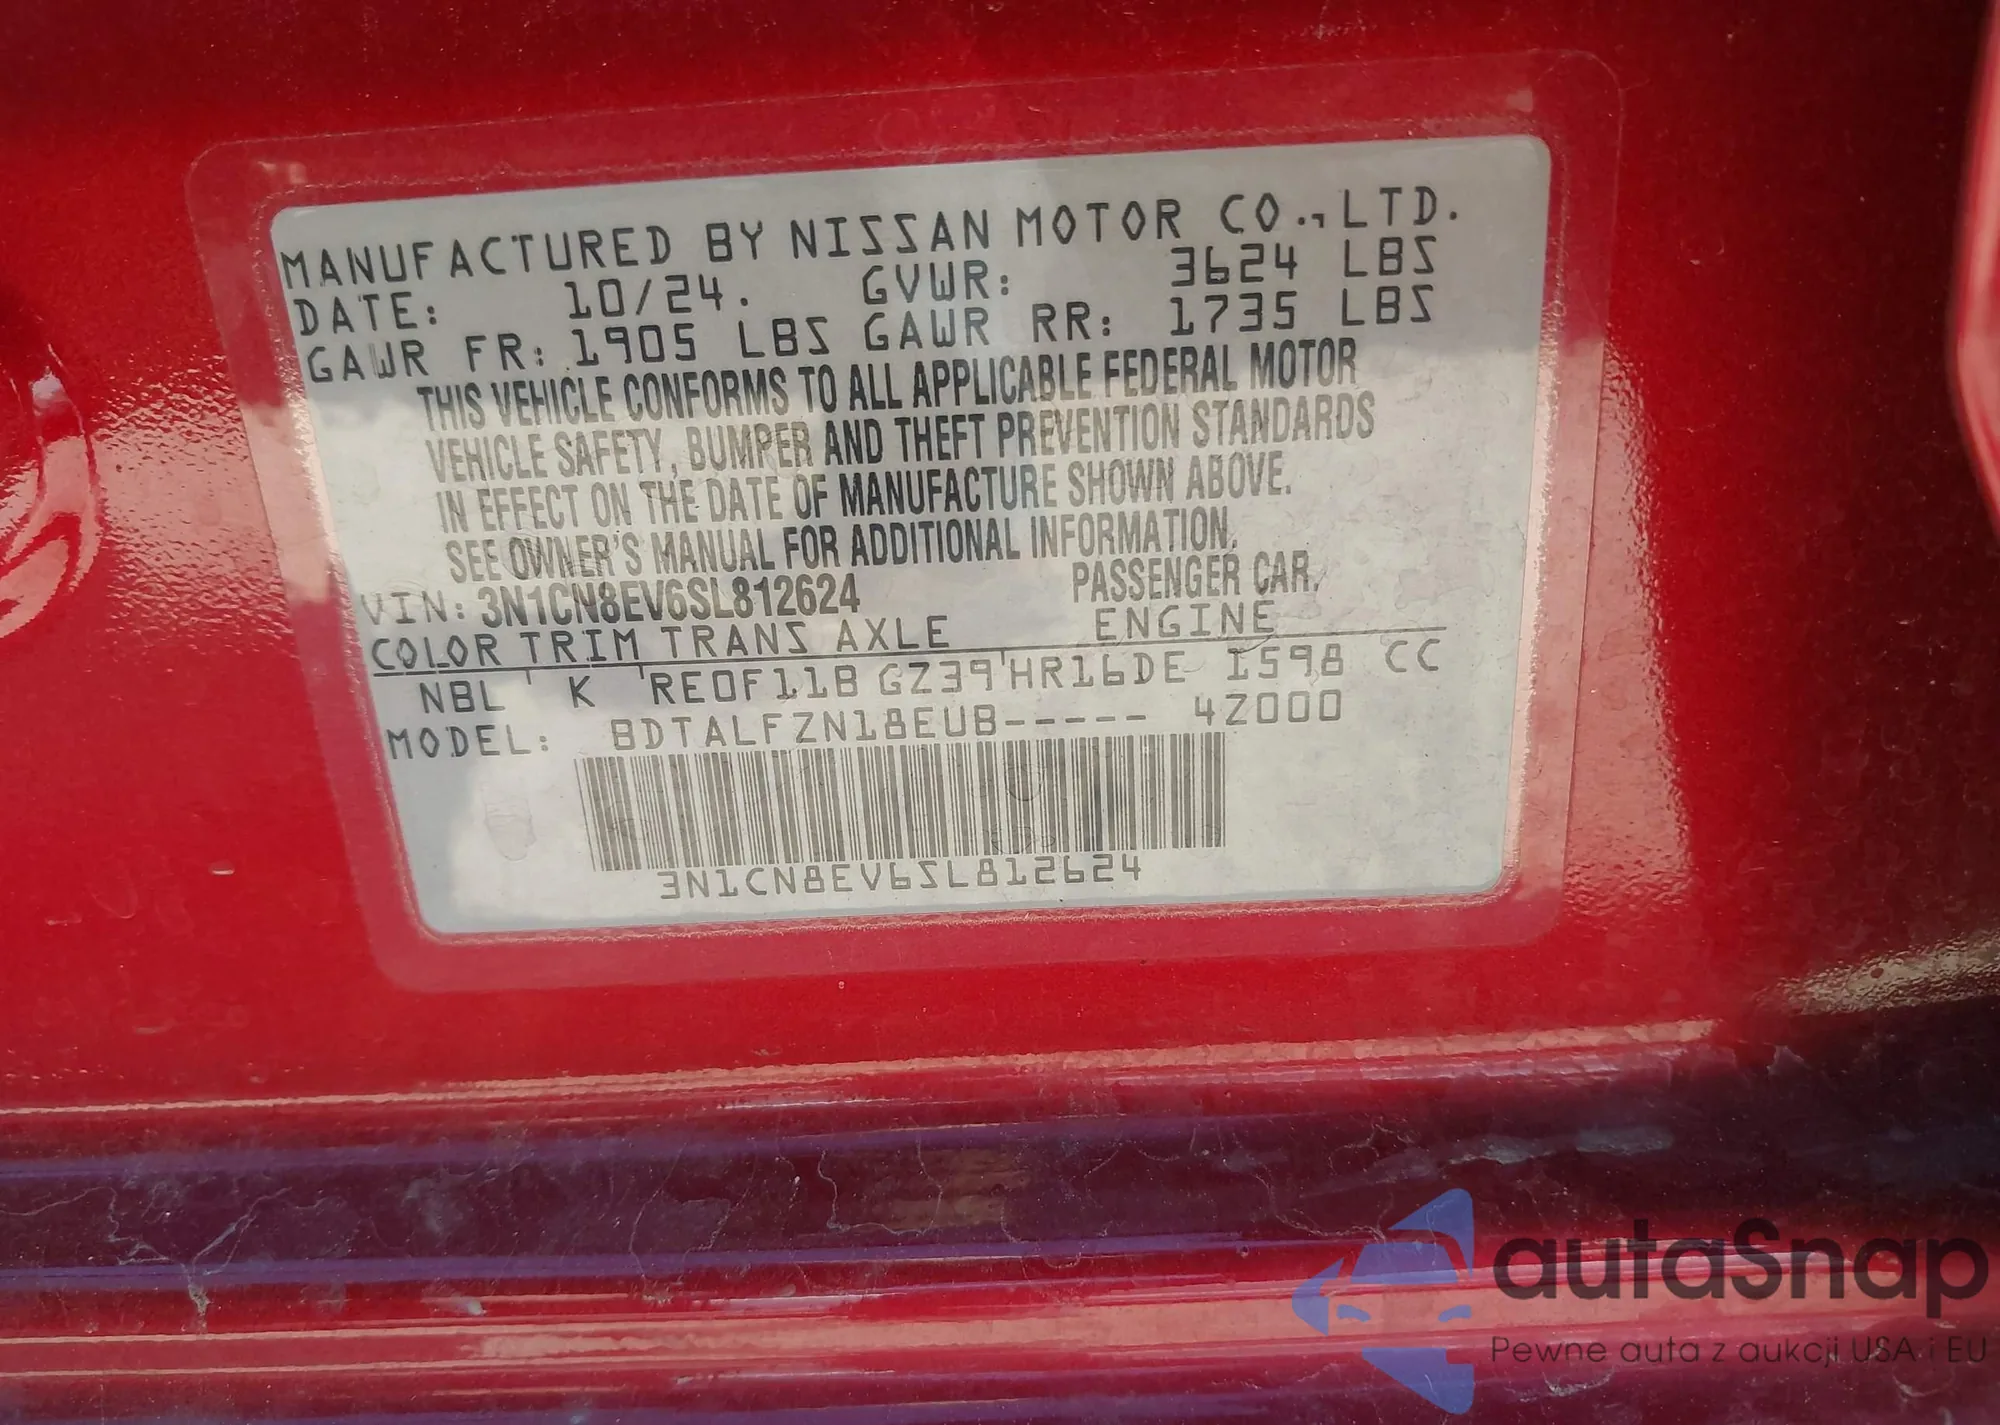 MANUFACTURED BY NISSAN MOTOR CO., LTD.
DATE: 10/24. GVWR: 3624 LBS
GAWR FR: 1905 LBS GAWR RR: 1735 LBS
THIS VEHICLE CONFORMS TO ALL APPLICABLE FEDERAL MOTOR
VEHICLE SAFETY, BUMPER AND THEFT PREVENTION STANDARDS
IN EFFECT ON THE DATE OF MANUFACTURE SHOWN ABOVE.
SEE OWNER'S MANUAL FOR ADDITIONAL INFORMATION.
VIN: 3N1CN8EV6SL812624 PASSENGER CAR.
COLOR TRIM TRANS AXLE ENGINE
NBL ' K 'RE0F11B GZ39'HR16DE 1598 CC
MODEL: BDTALFZN18EUB----- 42000
3N1CN8EV6SL812624
autaSnap
Pewne auta z aukcji USA i EU